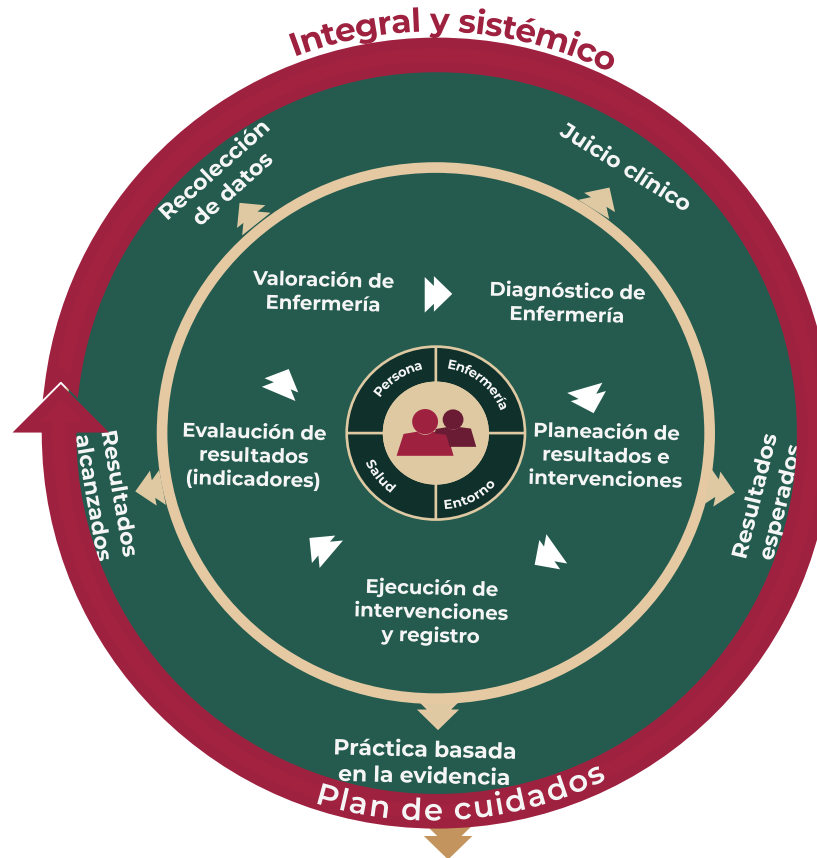 Integral y sistémico
Recolección
de datos
Juicio clínico
Valoración de
Enfermería
Diagnóstico de
Enfermería
Persona
Enfermería
Salud
Entorno
Evalaución de
resultados
(indicadores)
Planeación de
resultados e
intervenciones
Resultados
alcanzados
Resultados
esperados
Ejecución de
intervenciones
y registro
Práctica basada
en la evidencia
Plan de cuidados